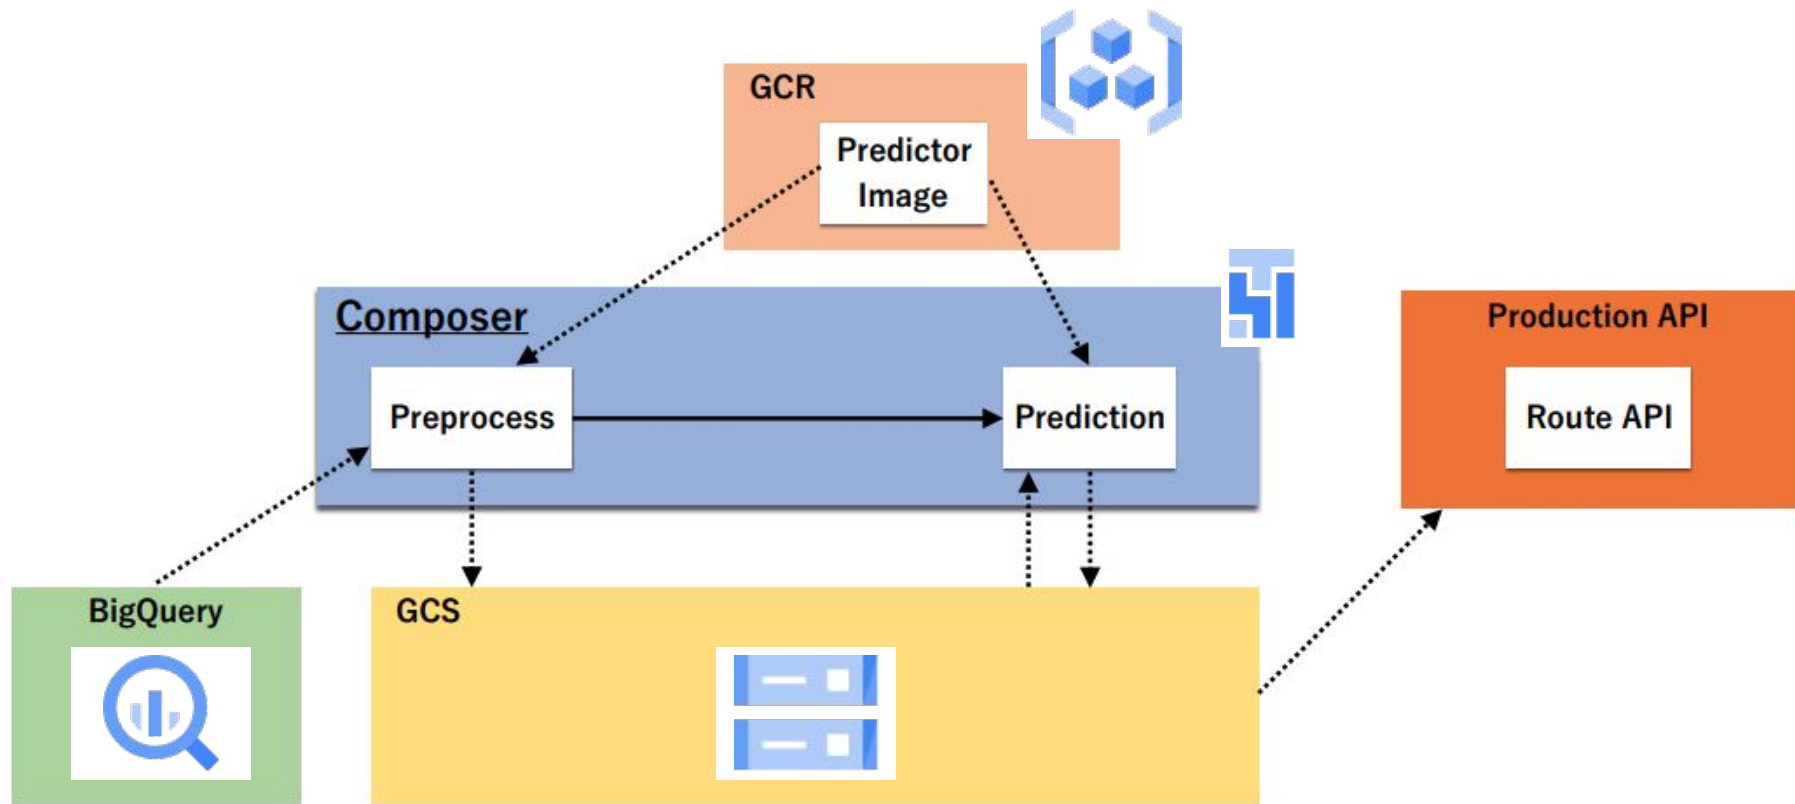 GCR
Predictor
Image
Composer
Preprocess
Prediction
Production API
Route API
BigQuery
GCS